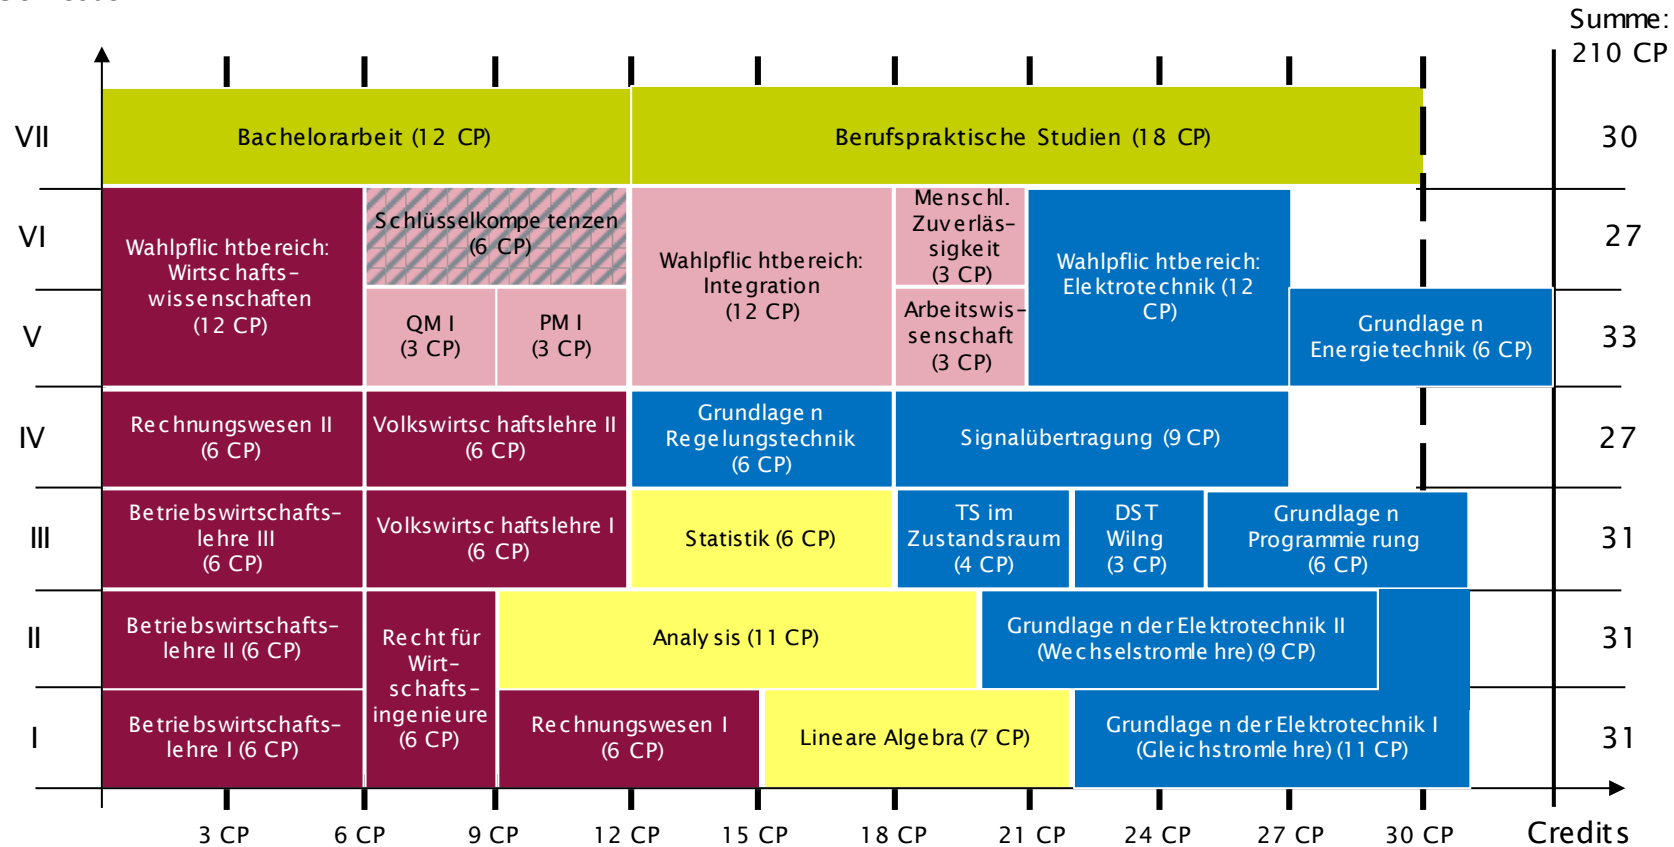 Summe:
210 CP
VII
Bachelorarbeit (12 CP)
Berufspraktische Studien (18 CP)
30
VI
Wahlpflichtbereich:
Wirtschafts-
wissenschaften
(12 CP)
Schlüsselkompetenzen
(6 CP)
Wahlpflichtbereich:
Integration
(12 CP)
Menschl.
Zuverläs-
sigkeit
(3 CP)
Wahlpflichtbereich:
Elektrotechnik (12
CP)
27
V
QM I
(3 CP)
PM I
(3 CP)
Arbeitswis-
senschaft
(3 CP)
Grundlagen
Energietechnik (6 CP)
33
IV
Rechnungswesen II
(6 CP)
Volkswirtschaftslehre II
(6 CP)
Grundlagen
Regelungstechnik
(6 CP)
Signalübertragung (9 CP)
27
III
Betriebswirtschafts-
lehre III
(6 CP)
Volkswirtschaftslehre I
(6 CP)
Statistik (6 CP)
TS im
Zustandsraum
(4 CP)
DST
WiIng
(3 CP)
Grundlagen
Programmierung
(6 CP)
31
II
Betriebswirtschafts-
lehre II (6 CP)
Recht für
Wirt-
schafts-
ingenieure
(6 CP)
Analysis (11 CP)
Grundlagen der Elektrotechnik II
(Wechselstromlehre) (9 CP)
31
I
Betriebswirtschafts-
lehre I (6 CP)
Rechnungswesen I
(6 CP)
Lineare Algebra (7 CP)
Grundlagen der Elektrotechnik I
(Gleichstromlehre) (11 CP)
31
3 CP
6 CP
9 CP
12 CP
15 CP
18 CP
21 CP
24 CP
27 CP
30 CP
Credits